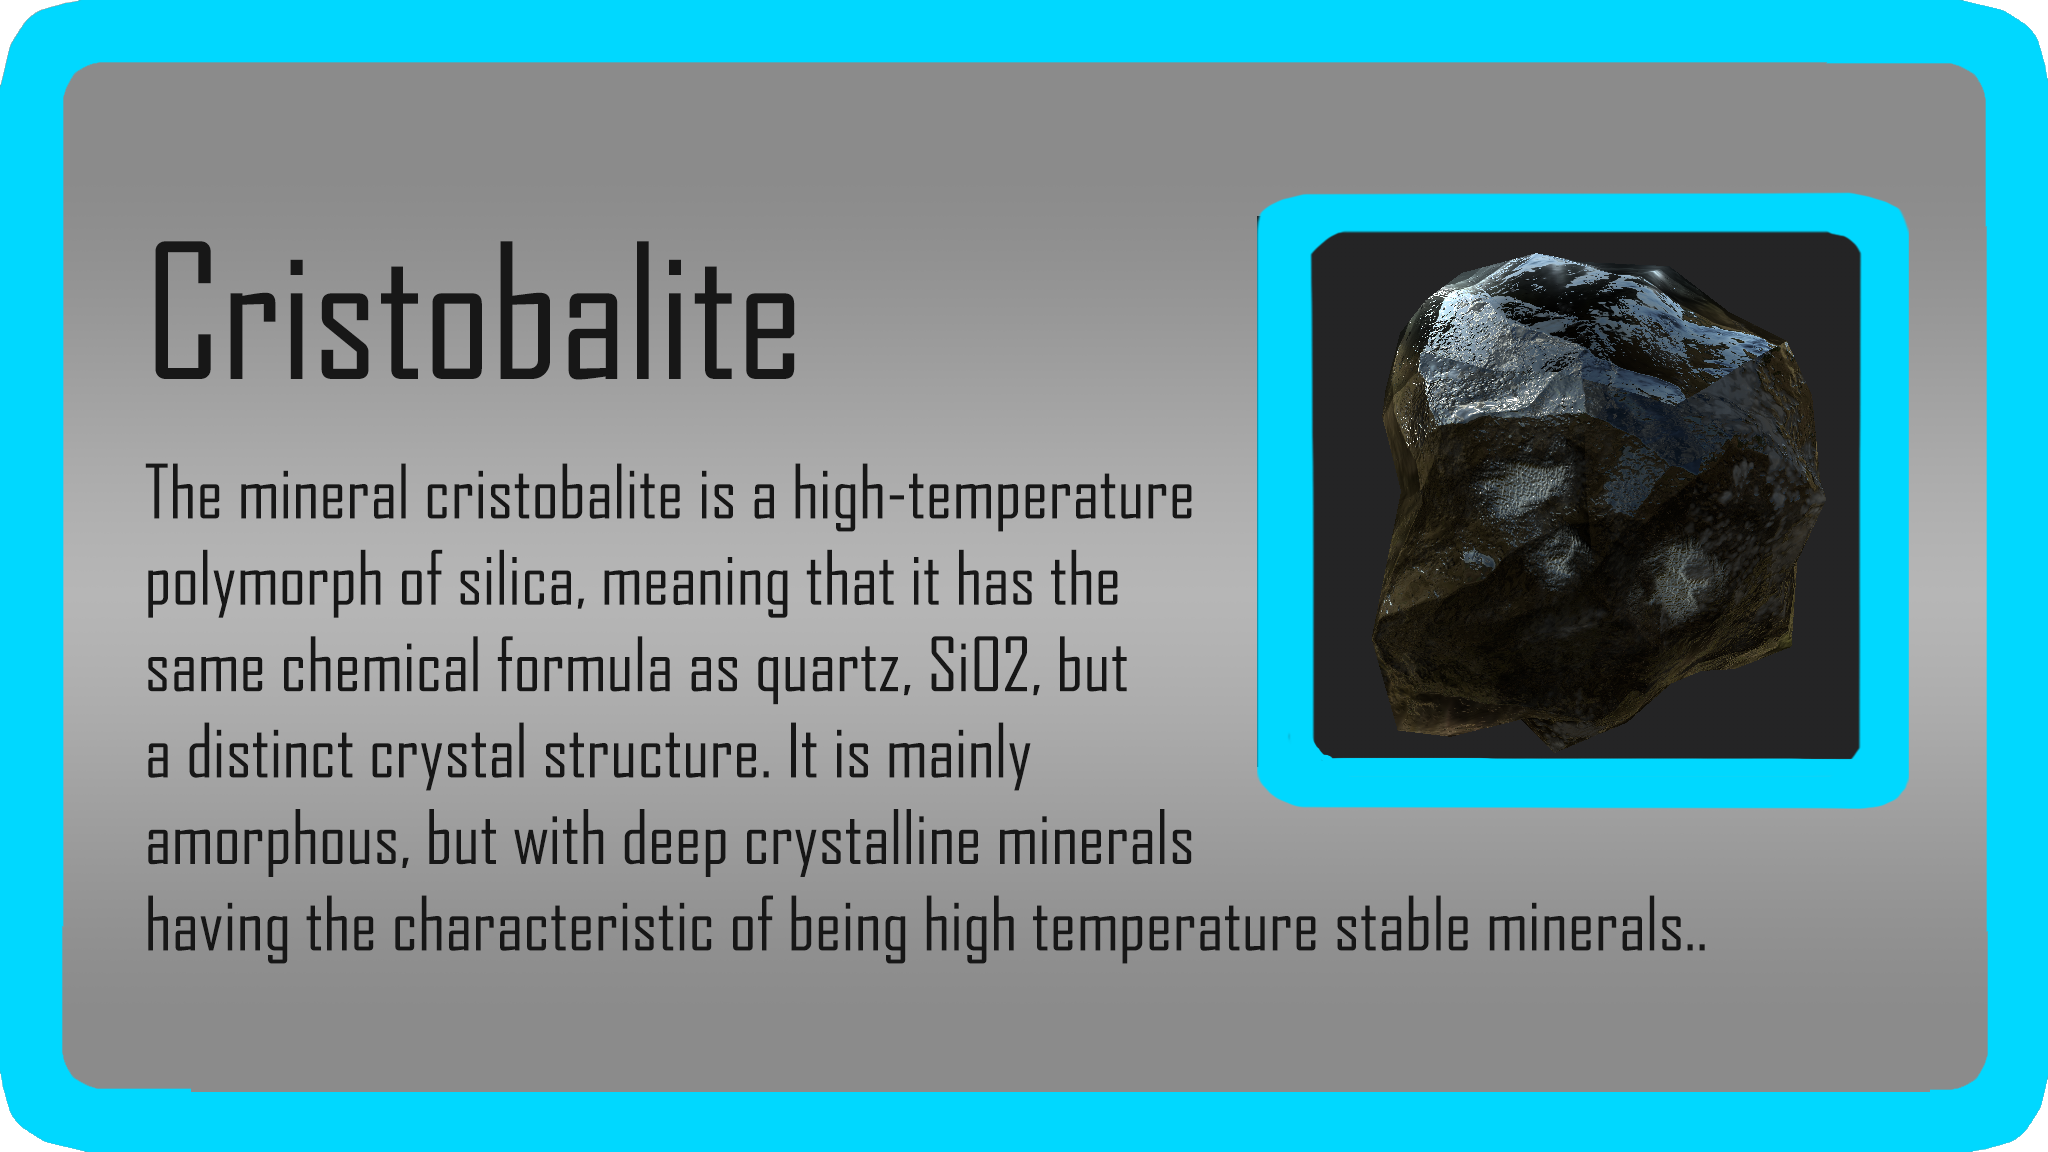 Cristobalite
The mineral cristobalite is a high-temperature
polymorph of silica, meaning that it has the
same chemical formula as quartz, SiO2, but
a distinct crystal structure. It is mainly
amorphous, but with deep crystalline minerals
having the characteristic of being high temperature stable minerals..